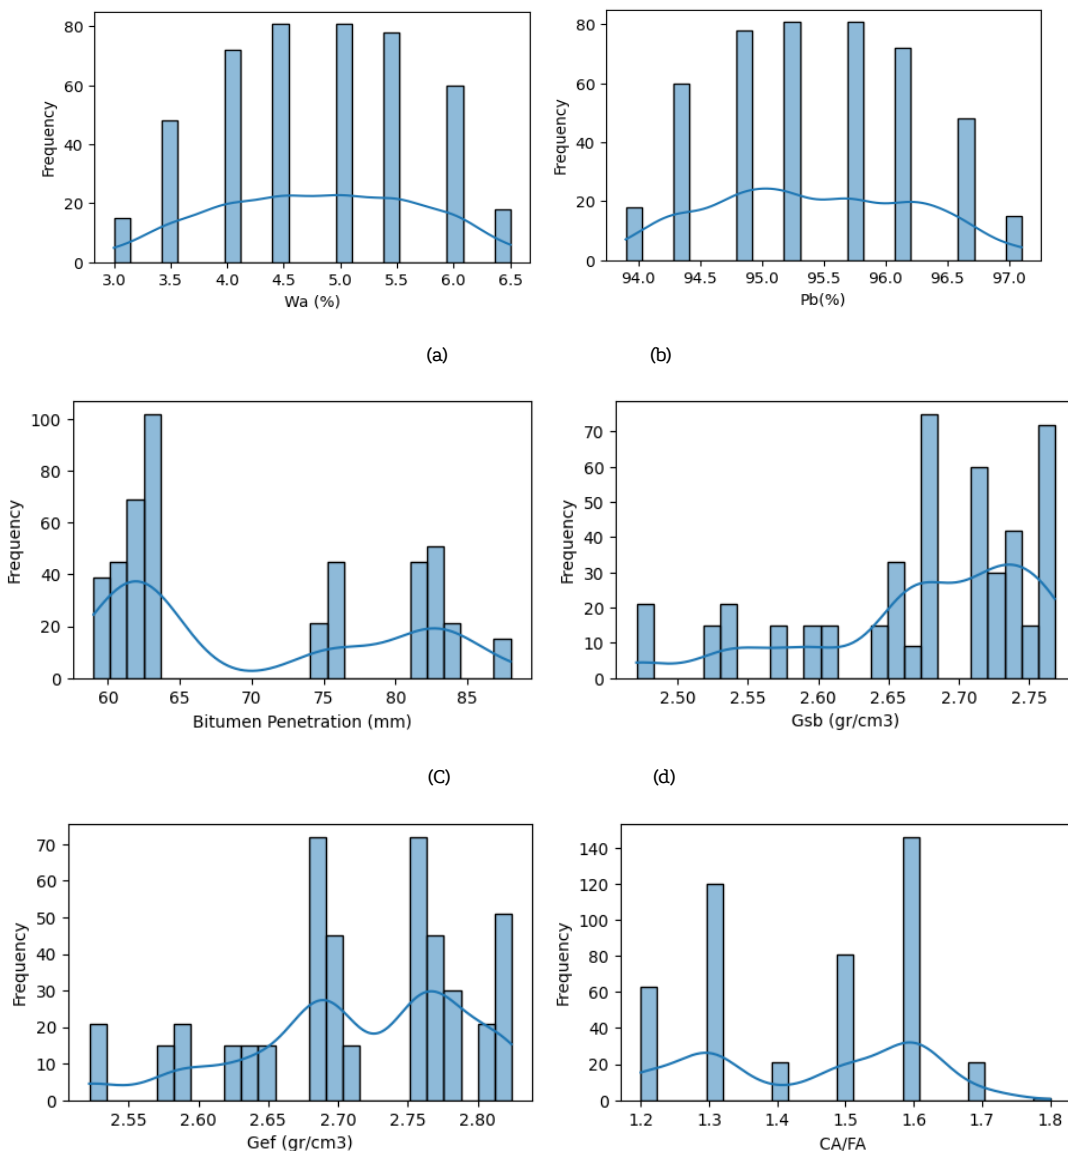 80
60
40
20
0
Frequency
3.0 3.5 4.0 4.5 5.0 5.5 6.0 6.5
Wa (%)
80
60
40
20
0
Frequency
94.0 94.5 95.0 95.5 96.0 96.5 97.0
Pb(%)
(a) (b)
100
80
60
40
20
0
Frequency
60 65 70 75 80 85
Bitumen Penetration (mm)
70
60
50
40
30
20
10
0
Frequency
2.50 2.55 2.60 2.65 2.70 2.75
Gsb (gr/cm3)
(C) (d)
70
60
50
40
30
20
10
0
Frequency
2.55 2.60 2.65 2.70 2.75 2.80
Gef (gr/cm3)
140
120
100
80
60
40
20
0
Frequency
1.2 1.3 1.4 1.5 1.6 1.7 1.8
CA/FA